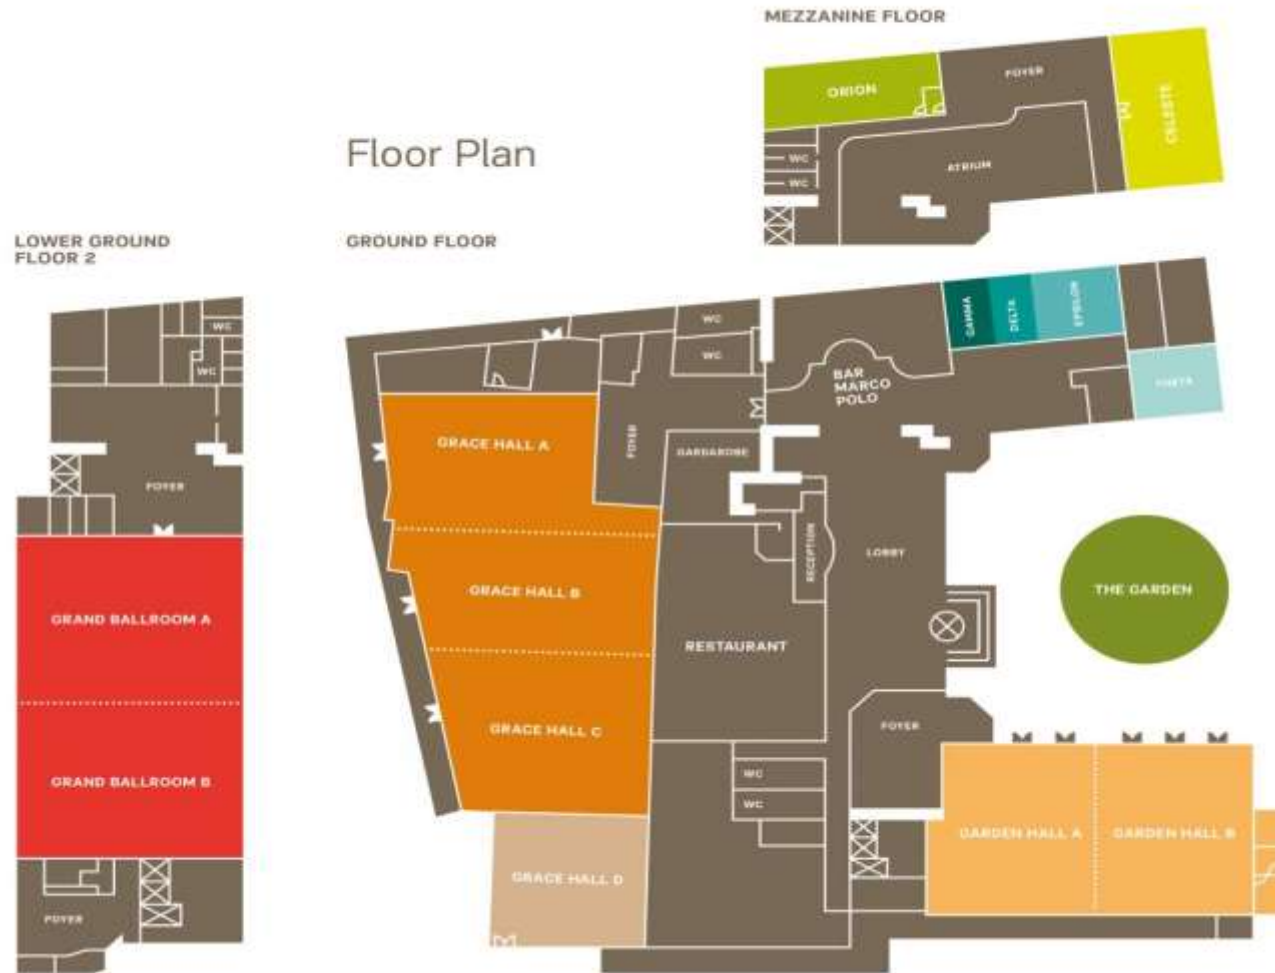 MEZZANINE FLOOR
ORION
FOYER
CELESTE
WC
WC
ATRIUM
Floor Plan
LOWER GROUND
FLOOR 2
WC
WC
FOYER
GRAND BALLROOM A
GRAND BALLROOM B
FOYER
GROUND FLOOR
WC
WC
GAMMA
DELTA
EPSILON
BAR
MARCO
POLO
THETA
GRACE HALL A
FOYER
GARDAROBE
GRACE HALL B
RECEPTION
LOBBY
THE GARDEN
RESTAURANT
GRACE HALL C
FOYER
WC
WC
GARDEN HALL A
GARDEN HALL B
GRACE HALL D